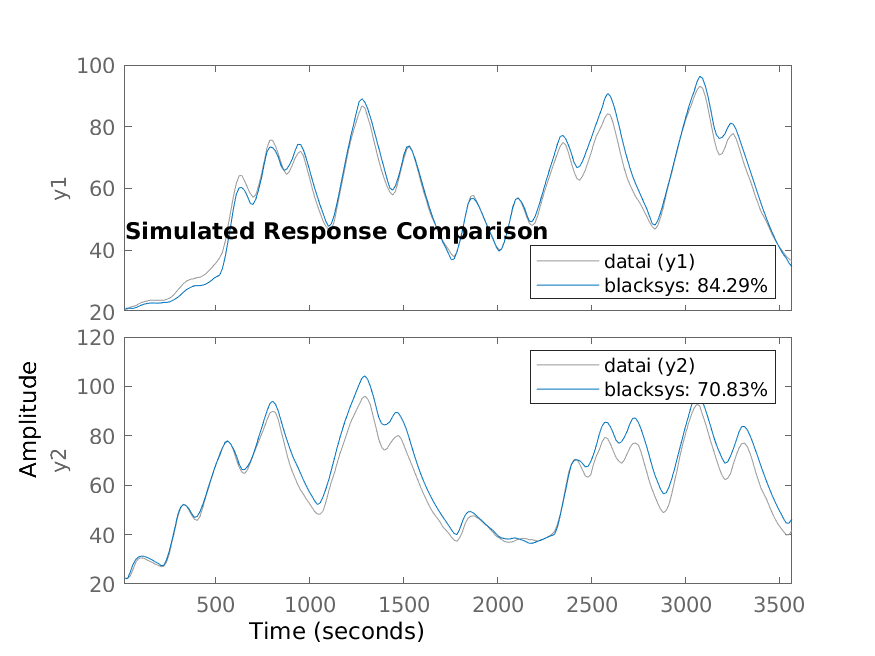 100
80
60
40
20
y1
Simulated Response Comparison
datai (y1)
blacksys: 84.29%
120
100
80
60
40
20
Amplitude
y2
datai (y2)
blacksys: 70.83%
500 1000 1500 2000 2500 3000 3500
Time (seconds)